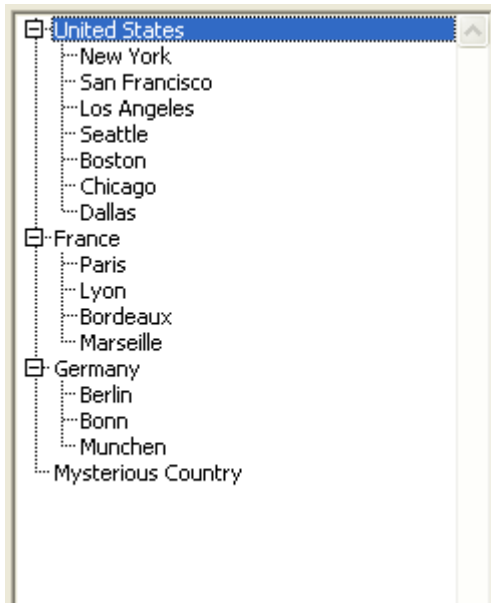 United States
New York
San Francisco
Los Angeles
Seattle
Boston
Chicago
Dallas
France
Paris
Lyon
Bordeaux
Marseille
Germany
Berlin
Bonn
Munchen
Mysterious Country